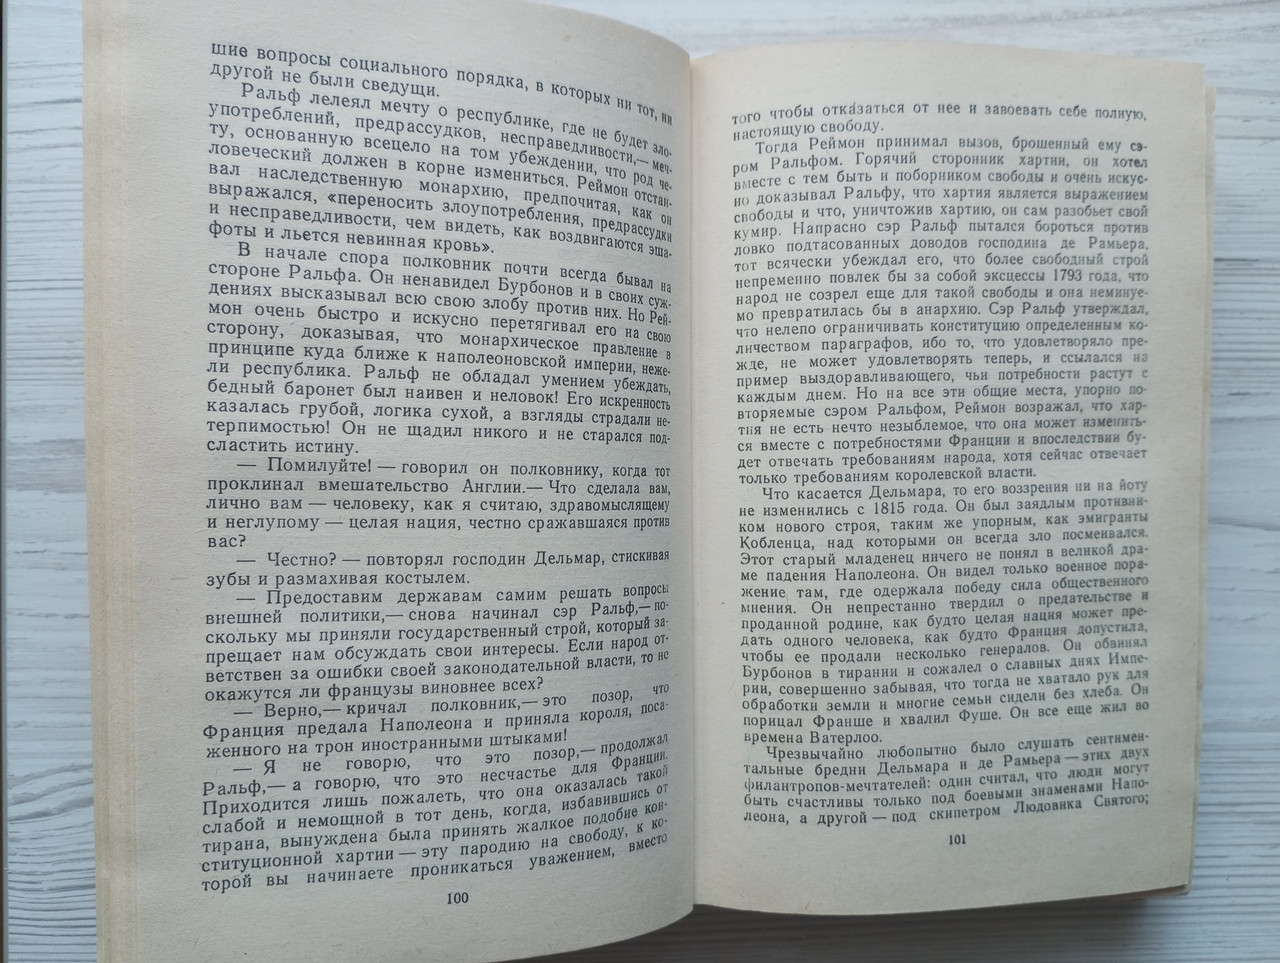 шие вопросы социального порядка, в которых ни тот, ни
другой не были сведущи.
Ральф лелеял мечту о республике, где не будет зло-
употреблений, предрассудков, несправедливости,— меч-
ту, основанную всецело на том убеждении, что род че-
ловеческий должен в корне измениться. Реймон отстаи-
вал наследственную монархию, предпочитая, как он
выражался, «переносить злоупотребления, предрассудки
и несправедливости, чем видеть, как воздвигаются эша-
фоты и льется невинная кровь».
В начале спора полковник почти всегда бывал на
стороне Ральфа. Он ненавидел Бурбонов и в своих суж-
дениях высказывал всю свою злобу против них. Но Рей-
мон очень быстро и искусно перетягивал его на свою
сторону, доказывая, что монархическое правление в
принципе куда ближе к наполеоновской империи, неже-
ли республика. Ральф не обладал умением убеждать,
бедный баронет был наивен и неловок! Его искренность
казалась грубой, логика сухой, а взгляды страдали не-
терпимостью! Он не щадил никого и не старался под-
сластить истину.
— Помилуйте! — говорил он полковнику, когда тот
проклинал вмешательство Англии.— Что сделала вам,
лично вам — человеку, как я считаю, здравомыслящему
и неглупому — целая нация, честно сражавшаяся против
вас?
— Честно? — повторял господин Дельмар, стискивая
зубы и размахивая костылем.
— Предоставим державам самим решать вопросы
внешней политики,— снова начинал сэр Ральф,— по-
скольку мы приняли государственный строй, который за-
прещает нам обсуждать свои интересы. Если народ от-
ветствен за ошибки своей законодательной власти, то не
окажутся ли французы виновнее всех?
— Верно,— кричал полковник,— это позор, что
Франция предала Наполеона и приняла короля, поса-
женного на трон иностранными штыками!
— Я не говорю, что это позор,— продолжал
Ральф,— а говорю, что это несчастье для Франции.
Приходится лишь пожалеть, что она оказалась такой
слабой и немощной в тот день, когда, избавившись от
тирана, вынуждена была принять жалкое подобие кон-
ституционной хартии — эту пародию на свободу, к ко-
торой вы начинаете проникаться уважением, вместо
100
того чтобы отказаться от нее и завоевать себе полную,
настоящую свободу.
Тогда Реймон принимал вызов, брошенный ему сэ-
ром Ральфом. Горячий сторонник хартии, он хотел
вместе с тем быть и поборником свободы и очень искус-
но доказывал Ральфу, что хартия является выражением
свободы и что, уничтожив хартию, он сам разобьет свой
кумир. Напрасно сэр Ральф пытался бороться против
ловко подтасованных доводов господина де Рамьера,
тот всячески убеждал его, что более свободный строй
непременно повлек бы за собой эксцессы 1793 года, что
народ не созрел еще для такой свободы и она неминуе-
мо превратилась бы в анархию. Сэр Ральф утверждал,
что нелепо ограничивать конституцию определенным ко-
личеством параграфов, ибо то, что удовлетворяло пре-
жде, не может удовлетворять теперь, и ссылался на
пример выздоравливающего, чьи потребности растут с
каждым днем. Но на все эти общие места, упорно по-
вторяемые сэром Ральфом, Реймон возражал, что хар-
тия не есть нечто незыблемое, что она может изменить-
ся вместе с потребностями Франции и впоследствии бу-
дет отвечать требованиям народа, хотя сейчас отвечает
только требованиям королевской власти.
Что касается Дельмара, то его воззрения ни на йоту
не изменились с 1815 года. Он был заядлым противни-
ком нового строя, таким же упорным, как эмигранты
Кобленца, над которыми он всегда зло посмеивался.
Этот старый младенец ничего не понял в великой дра-
ме падения Наполеона. Он видел только военное пора-
жение там, где одержала победу сила общественного
мнения. Он непрестанно твердил о предательстве и
проданной родине, как будто целая нация может пре-
дать одного человека, как будто Франция допустила,
чтобы ее продали несколько генералов. Он обвинял
Бурбонов в тирании и сожалел о славных днях Импе-
рии, совершенно забывая, что тогда не хватало рук для
обработки земли и многие семьи сидели без хлеба. Он
порицал Франше и хвалил Фуше. Он все еще жил во
времена Ватерлоо.
Чрезвычайно любопытно было слушать сентимен-
тальные бредни Дельмара и де Рамьера — этих двух
филантропов-мечтателей: один считал, что люди могут
быть счастливы только под боевыми знаменами Напо-
леона, а другой — под скипетром Людовика Святого;
101